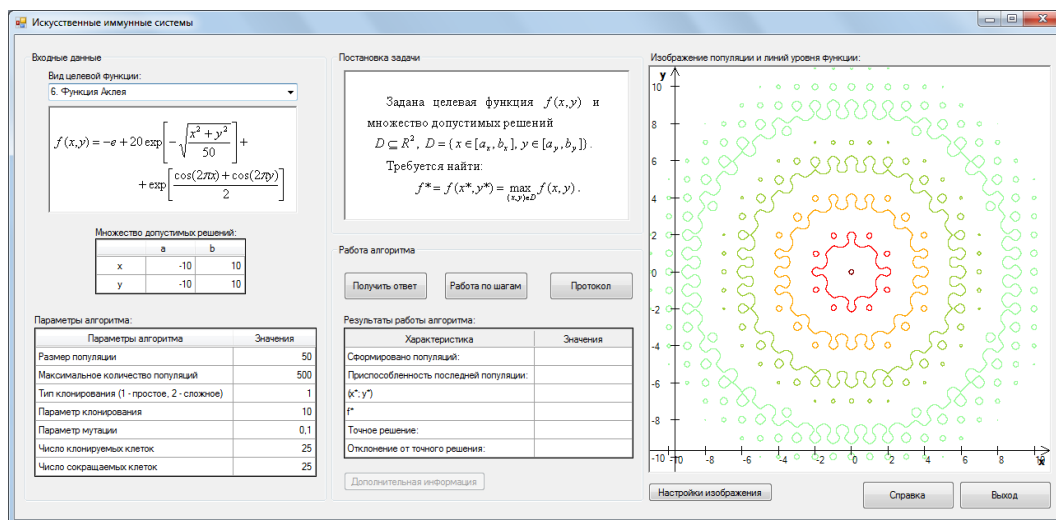 Искусственные иммунные системы
Входные данные
Вид целевой функции:
6. Функция Аклея
f(x,y) = −e + 20 exp[−√((x² + y²)/50)] +
+ exp[(cos(2πx) + cos(2πy))/2]
Множество допустимых решений:
a b
x -10 10
y -10 10
Параметры алгоритма:
Параметры алгоритма Значения
Размер популяции 50
Максимальное количество популяций 500
Тип клонирования (1 - простое, 2 - сложное) 1
Параметр клонирования 10
Параметр мутации 0,1
Число клонируемых клеток 25
Число сокращаемых клеток 25
Постановка задачи
Задана целевая функция f(x,y) и
множество допустимых решений
D ⊆ R², D = {x ∈ [aₓ, bₓ], y ∈ [a_y, b_y]}.
Требуется найти:
f* = f(x*, y*) = max f(x,y).
(x,y)∈D
Работа алгоритма
Получить ответ
Работа по шагам
Протокол
Результаты работы алгоритма:
Характеристика Значения
Сформировано популяций:
Приспособленность последней популяции:
(x*; y*)
f*
Точное решение:
Отклонение от точного решения:
Дополнительная информация
Изображение популяции и линий уровня функции:
y
10
8
6
4
2
0
-2
-4
-6
-8
-10 -10 -8 -6 -4 -2 0 2 4 6 8 10
x
Настройки изображения
Справка
Выход